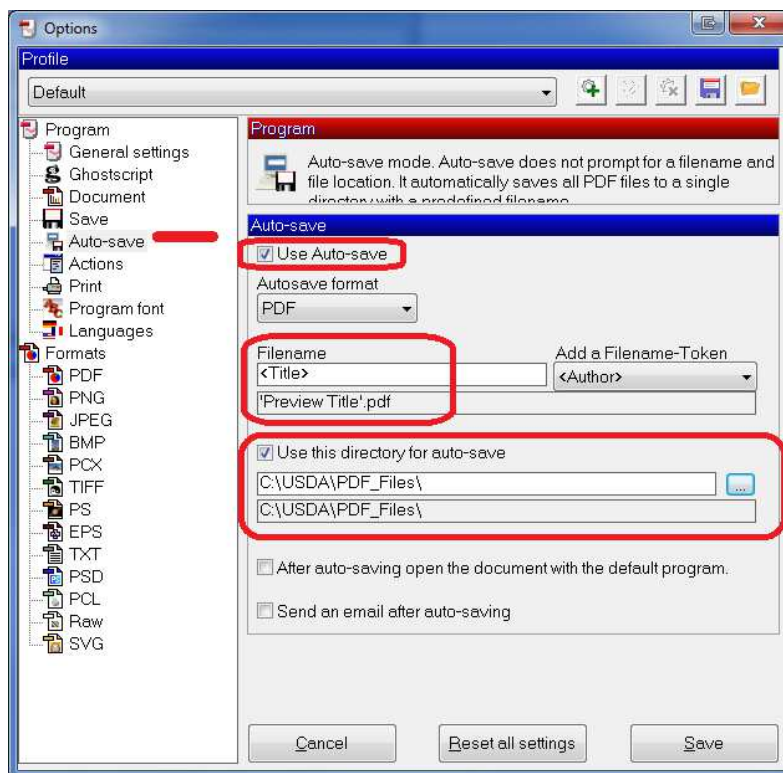 Options
Profile
Default
Program
General settings
Ghostscript
Document
Save
Auto-save
Actions
Print
Program font
Languages
Formats
PDF
PNG
JPEG
BMP
PCX
TIFF
PS
EPS
TXT
PSD
PCL
Raw
SVG
Program
Auto-save mode. Auto-save does not prompt for a filename and
file location. It automatically saves all PDF files to a single
directory with a predefined filename.
Auto-save
Use Auto-save
Autosave format
PDF
Filename
Add a Filename-Token
<Title>
<Author>
'Preview Title'.pdf
Use this directory for auto-save
C:\USDA\PDF_Files\
...
C:\USDA\PDF_Files\
After auto-saving open the document with the default program.
Send an email after auto-saving
Cancel
Reset all settings
Save